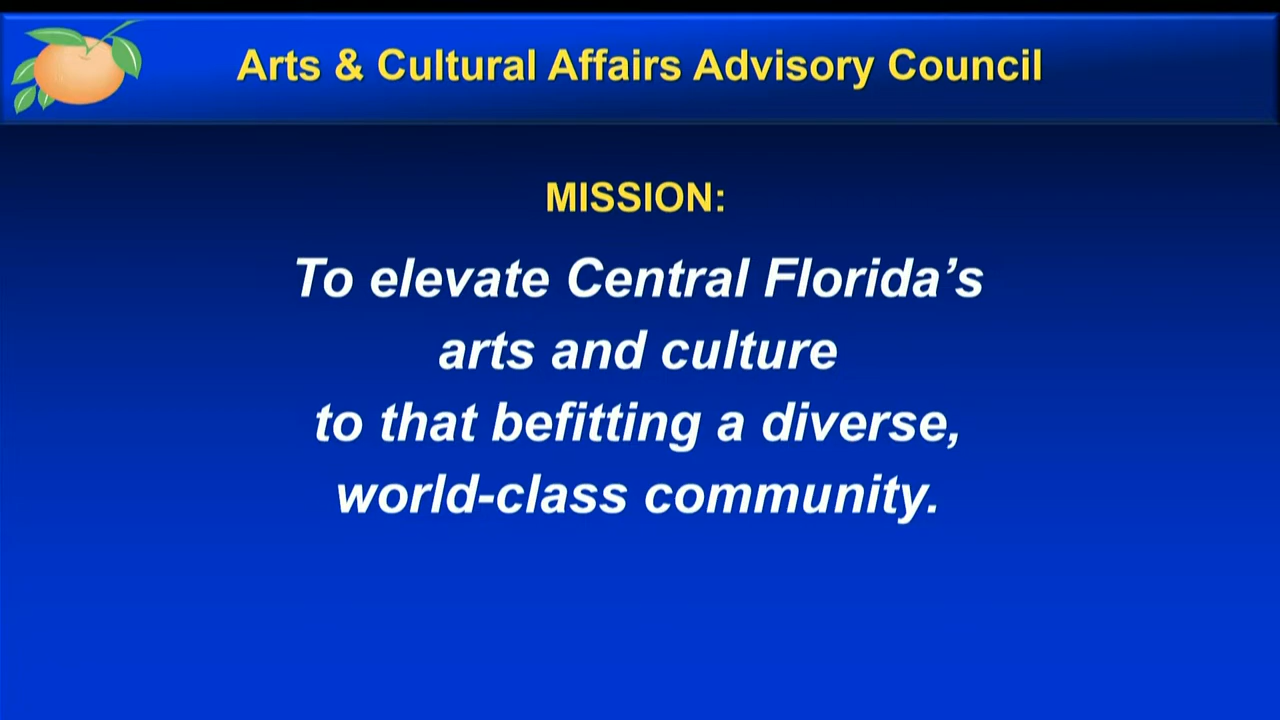 Arts & Cultural Affairs Advisory Council
MISSION:
To elevate Central Florida’s
arts and culture
to that befitting a diverse,
world-class community.